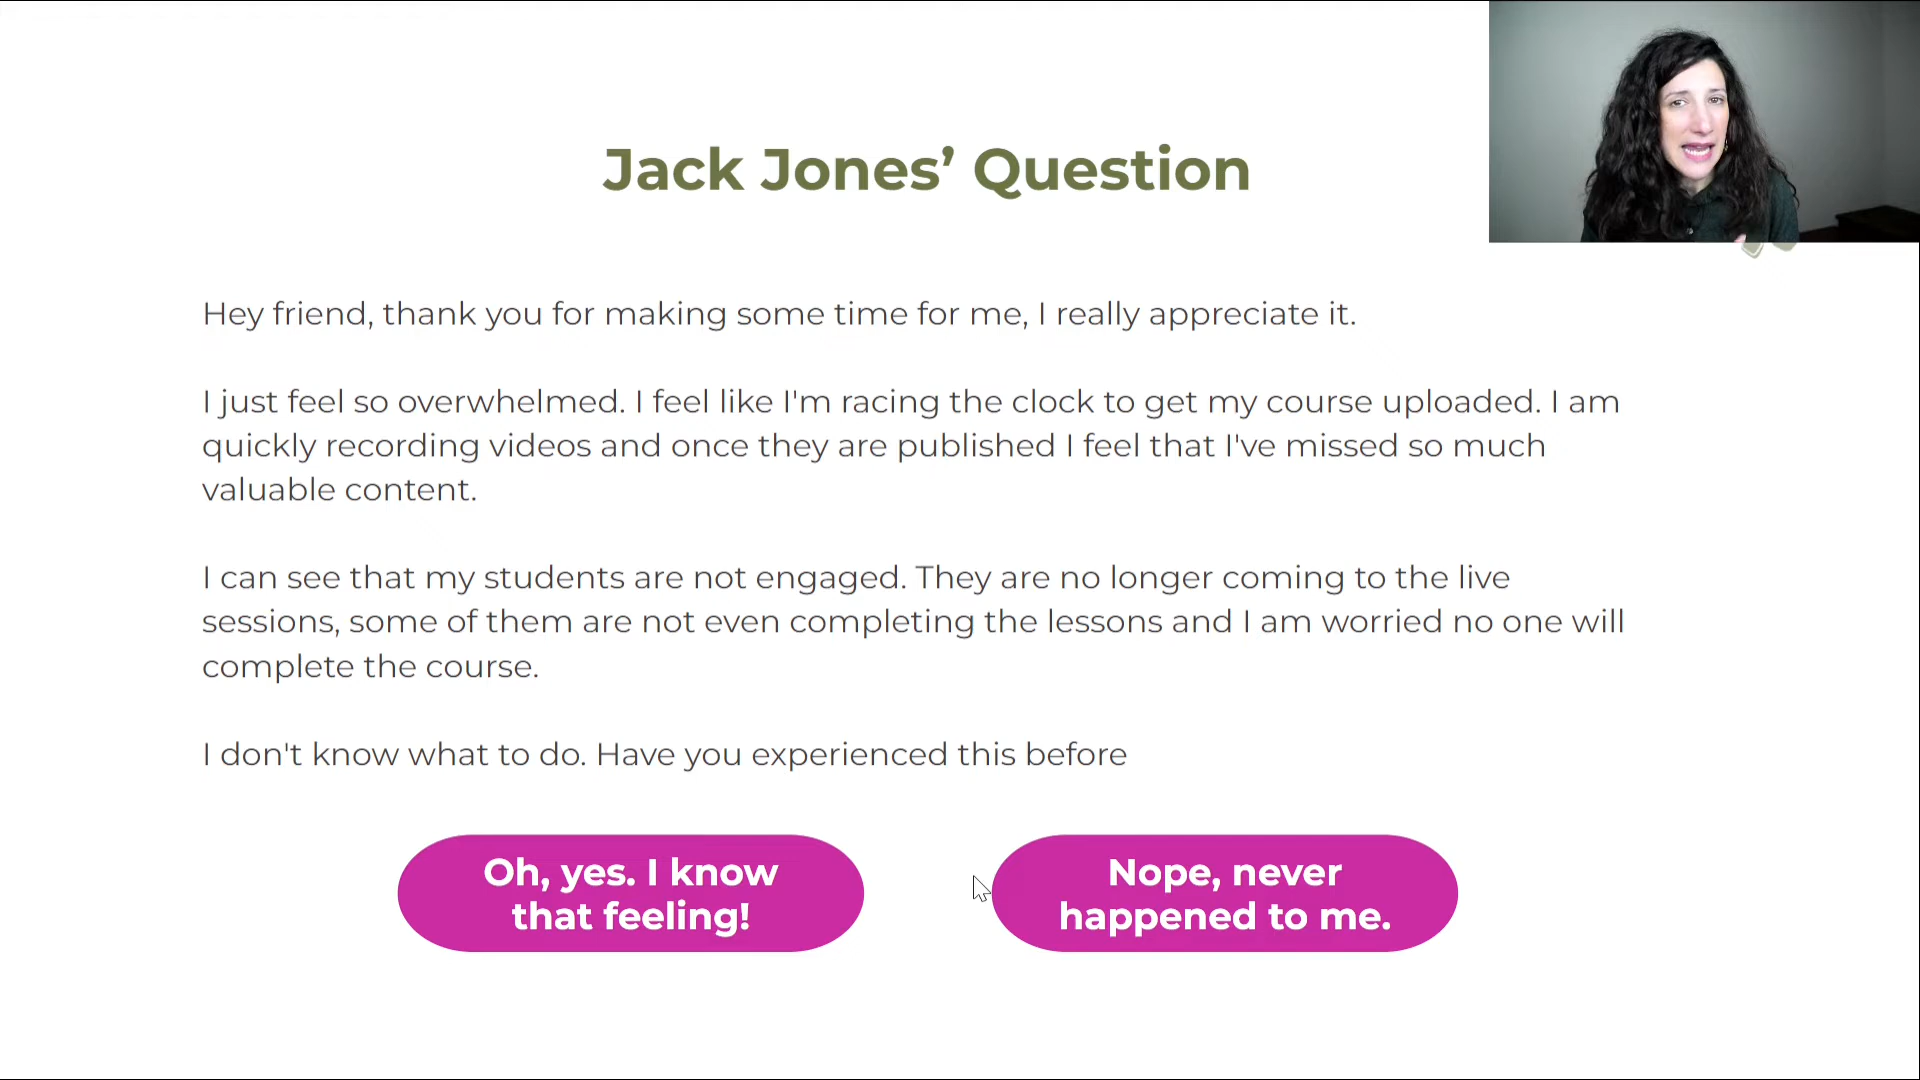 Jack Jones’ Question
Hey friend, thank you for making some time for me, I really appreciate it.
I just feel so overwhelmed. I feel like I'm racing the clock to get my course uploaded. I am
quickly recording videos and once they are published I feel that I've missed so much
valuable content.
I can see that my students are not engaged. They are no longer coming to the live
sessions, some of them are not even completing the lessons and I am worried no one will
complete the course.
I don't know what to do. Have you experienced this before
Oh, yes. I know
that feeling!
Nope, never
happened to me.